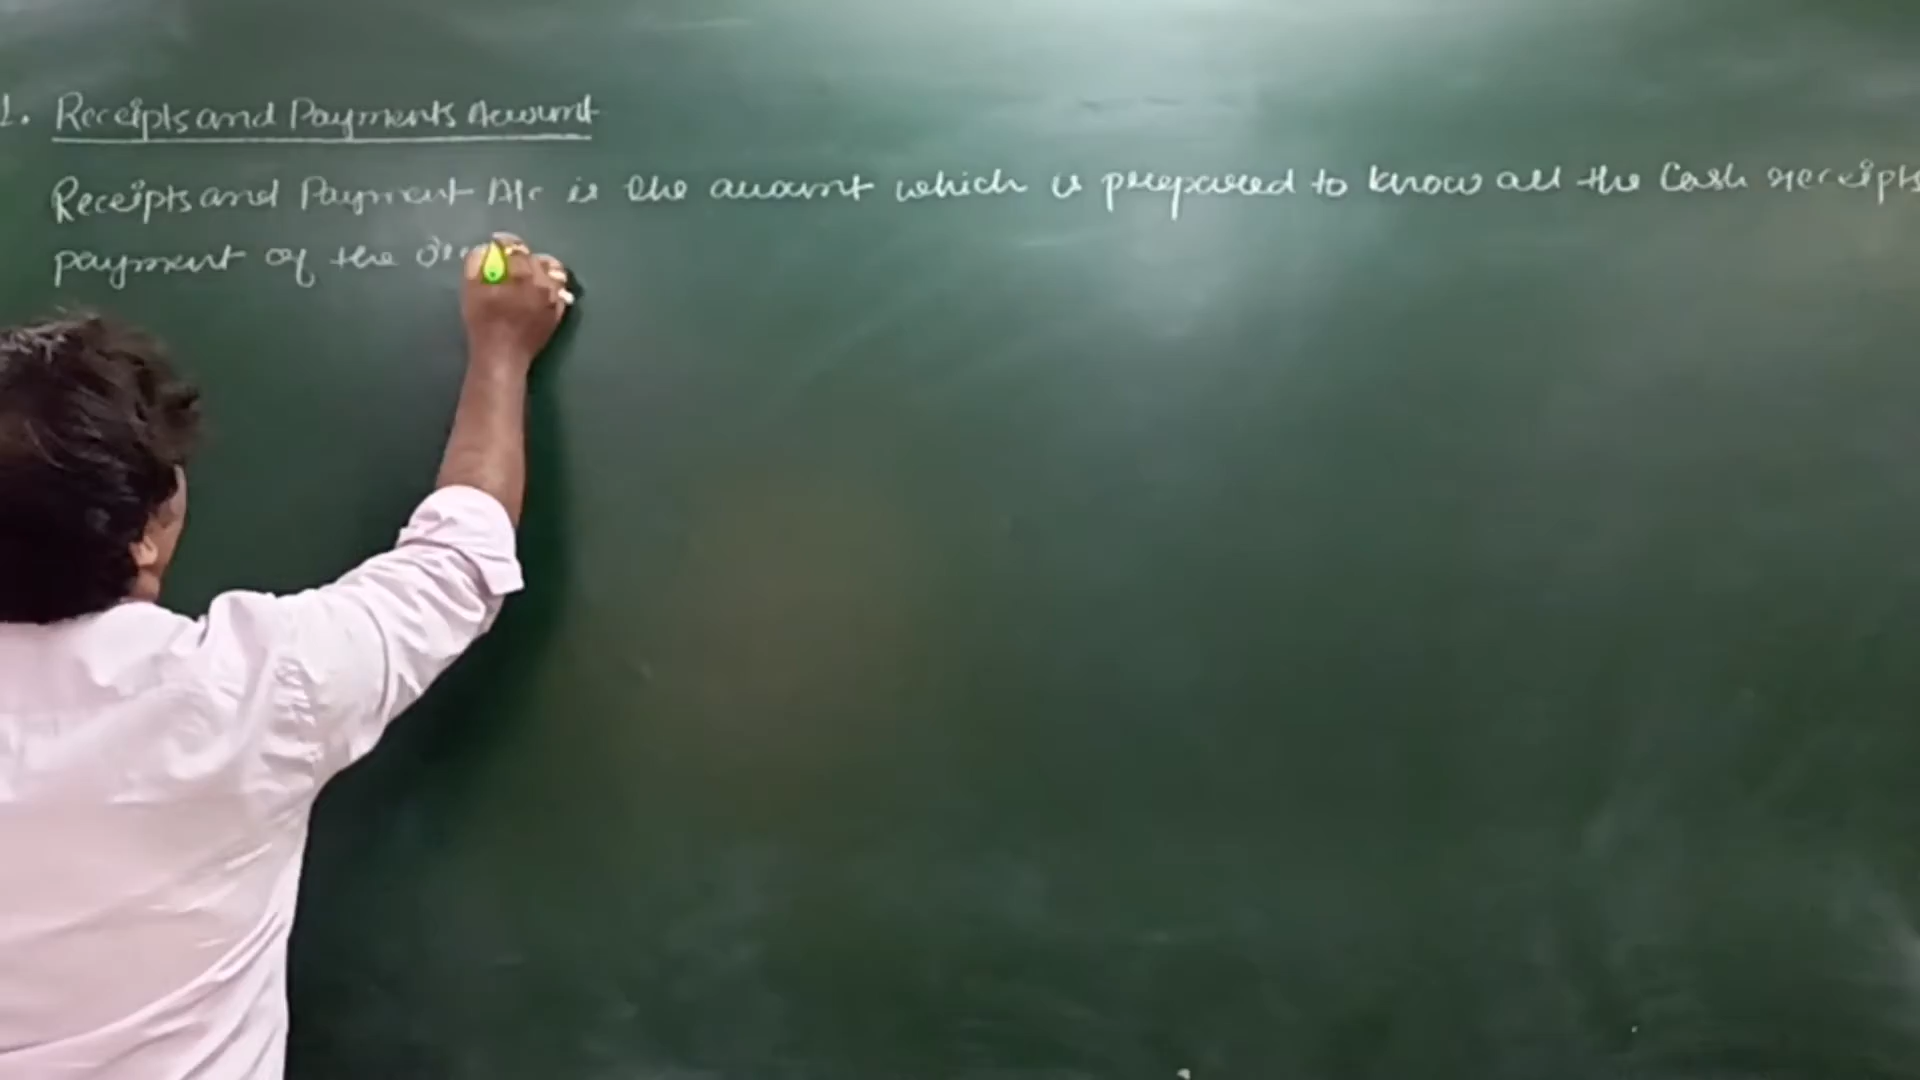 1. Receipts and Payments Account
Receipts and Payment A/c is the account which is prepared to know all the Cash receipts
payment of the